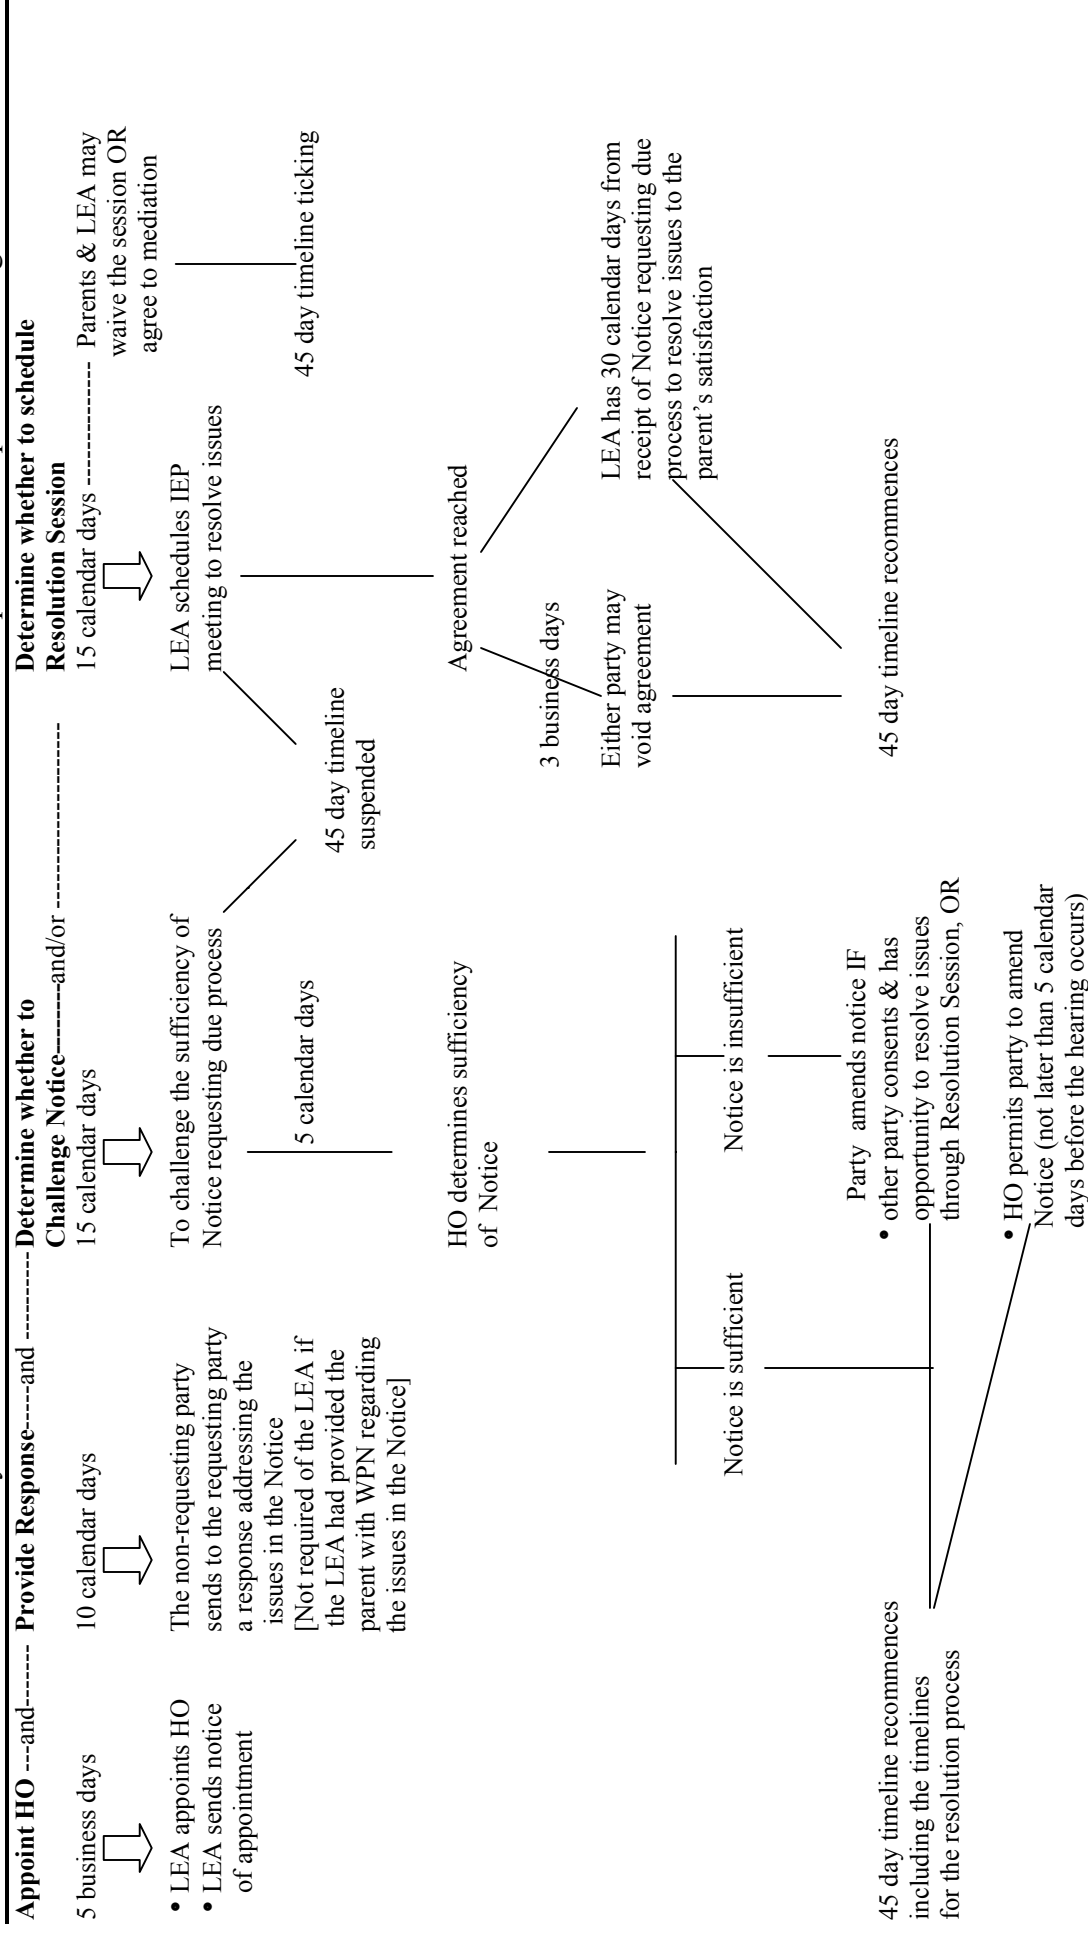 Appoint HO ---and------- Provide Response------and ----------Determine whether to
Challenge Notice--------and/or -------------------
Determine whether to schedule
Resolution Session
5 business days
• LEA appoints HO
• LEA sends notice
of appointment
10 calendar days
The non-requesting party
sends to the requesting party
a response addressing the
issues in the Notice
[Not required of the LEA if
the LEA had provided the
parent with WPN regarding
the issues in the Notice]
15 calendar days
To challenge the sufficiency of
Notice requesting due process
5 calendar days
HO determines sufficiency
of Notice
45 day timeline
suspended
15 calendar days -------------- Parents & LEA may
waive the session OR
agree to mediation
45 day timeline ticking
LEA schedules IEP
meeting to resolve issues
Agreement reached
3 business days
Either party may
void agreement
LEA has 30 calendar days from
receipt of Notice requesting due
process to resolve issues to the
parent's satisfaction
45 day timeline recommences
Notice is sufficient
Notice is insufficient
Party amends notice IF
• other party consents & has
opportunity to resolve issues
through Resolution Session, OR
• HO permits party to amend
Notice (not later than 5 calendar
days before the hearing occurs)
45 day timeline recommences
including the timelines
for the resolution process